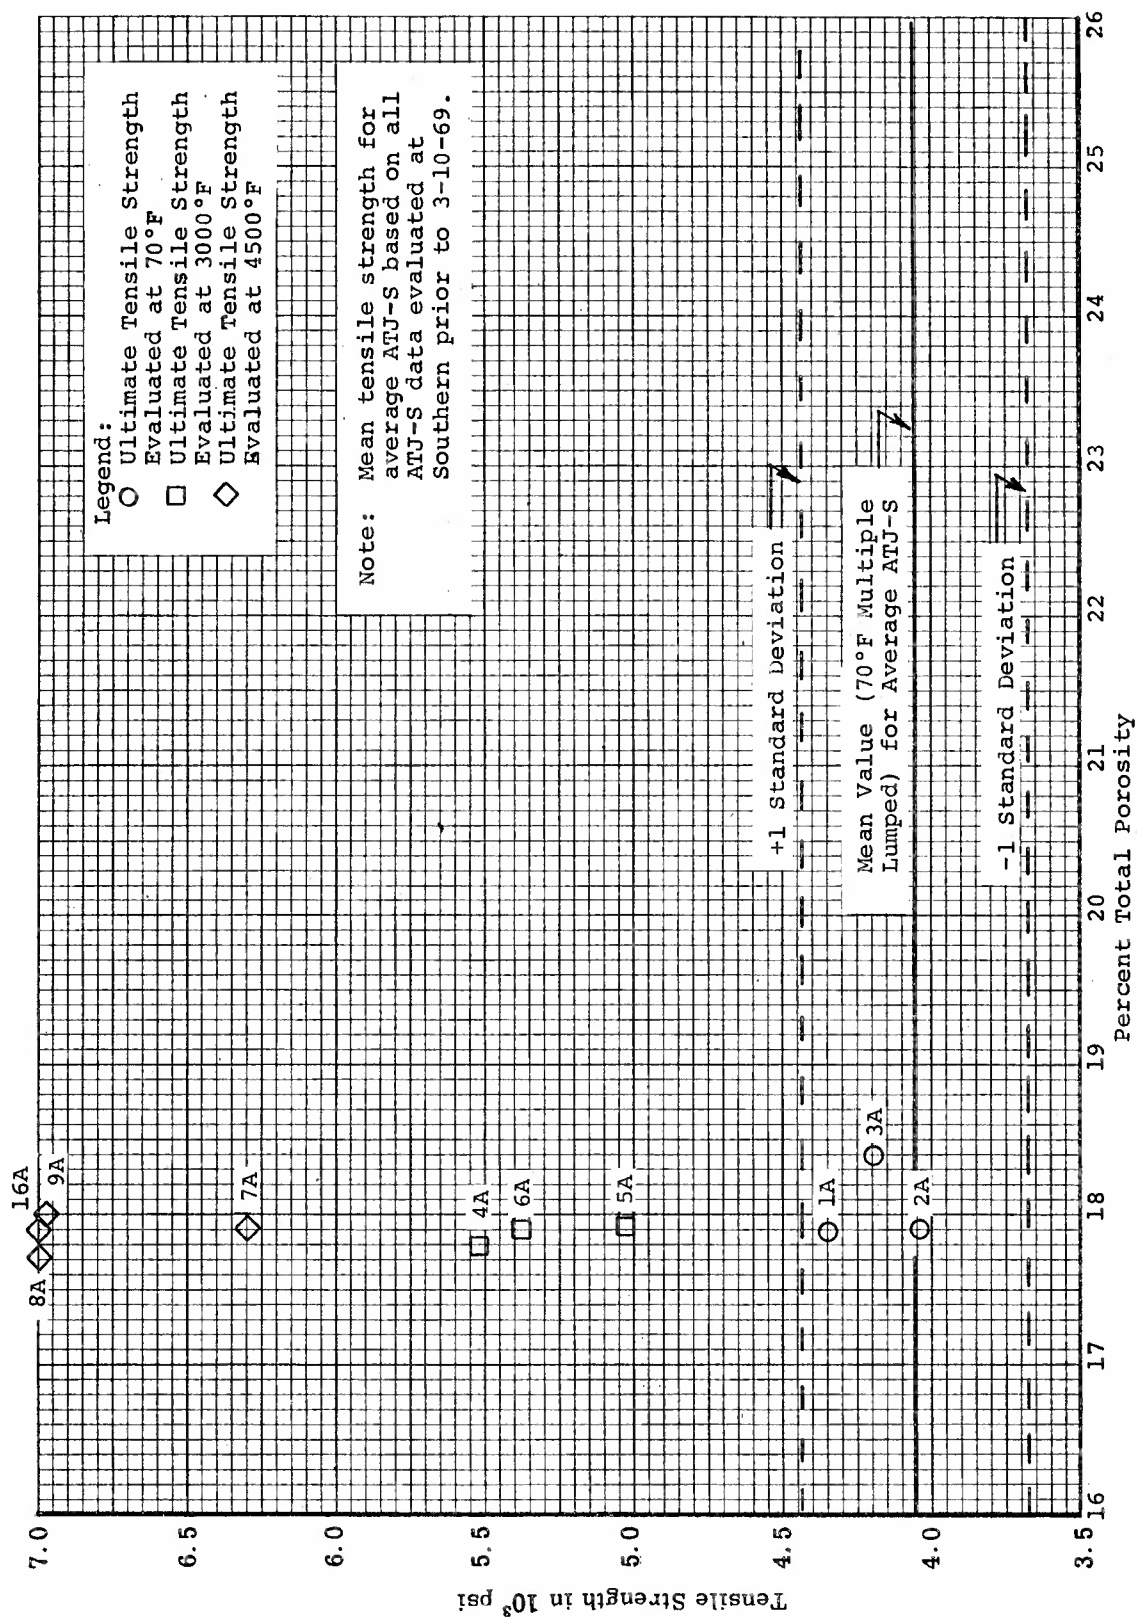 Legend:
Ultimate Tensile Strength
Evaluated at 70°F
Ultimate Tensile Strength
Evaluated at 3000°F
Ultimate Tensile Strength
Evaluated at 4500°F
Note: Mean tensile strength for
average ATJ-S based on all
ATJ-S data evaluated at
Southern prior to 3-10-69.
16A
9A
8A
7A
4A
6A
5A
1A
3A
2A
+1 Standard Deviation
Mean Value (70°F Multiple
Lumped) for Average ATJ-S
-1 Standard Deviation
7.0
6.5
6.0
5.5
5.0
4.5
4.0
3.5
Tensile Strength in 10³ psi
16 17 18 19 20 21 22 23 24 25 26
Percent Total Porosity